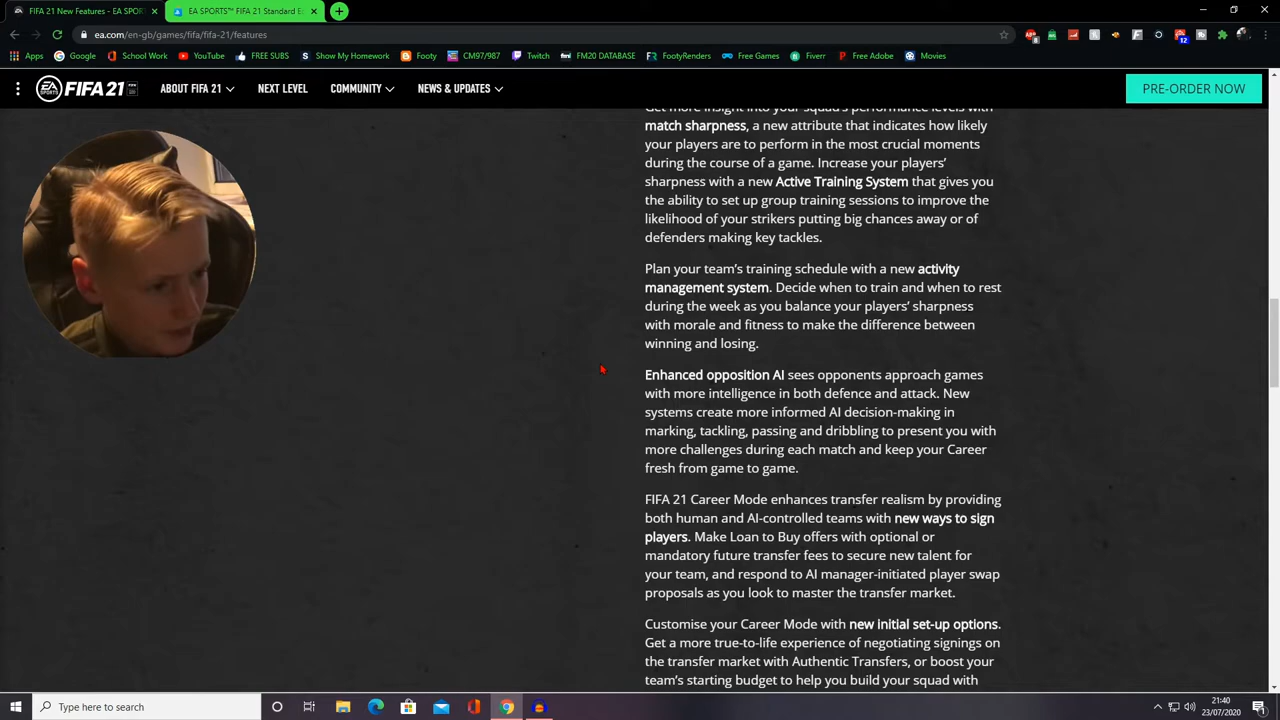 FIFA 21 New Features - EA SPOR
EA SPORTS™ FIFA 21 Standard E
ea.com/en-gb/games/fifa/fifa-21/features
Apps Google School Work YouTube FREE SUBS Show My Homework Footy CM97/987 Twitch FM20 DATABASE FootyRenders Free Games Fiverr Free Adobe Movies
EA SPORTS FIFA 21 ABOUT FIFA 21 NEXT LEVEL COMMUNITY NEWS & UPDATES PRE-ORDER NOW
Get more insight into your squad's performance levels with
match sharpness, a new attribute that indicates how likely
your players are to perform in the most crucial moments
during the course of a game. Increase your players'
sharpness with a new Active Training System that gives you
the ability to set up group training sessions to improve the
likelihood of your strikers putting big chances away or of
defenders making key tackles.
Plan your team's training schedule with a new activity
management system. Decide when to train and when to rest
during the week as you balance your players' sharpness
with morale and fitness to make the difference between
winning and losing.
Enhanced opposition AI sees opponents approach games
with more intelligence in both defence and attack. New
systems create more informed AI decision-making in
marking, tackling, passing and dribbling to present you with
more challenges during each match and keep your Career
fresh from game to game.
FIFA 21 Career Mode enhances transfer realism by providing
both human and AI-controlled teams with new ways to sign
players. Make Loan to Buy offers with optional or
mandatory future transfer fees to secure new talent for
your team, and respond to AI manager-initiated player swap
proposals as you look to master the transfer market.
Customise your Career Mode with new initial set-up options.
Get a more true-to-life experience of negotiating signings on
the transfer market with Authentic Transfers, or boost your
team's starting budget to help you build your squad with
Type here to search
21:40
23/07/2020